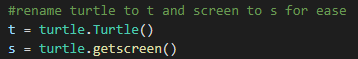 #rename turtle to t and screen to s for ease
t = turtle.Turtle()
s = turtle.getscreen()